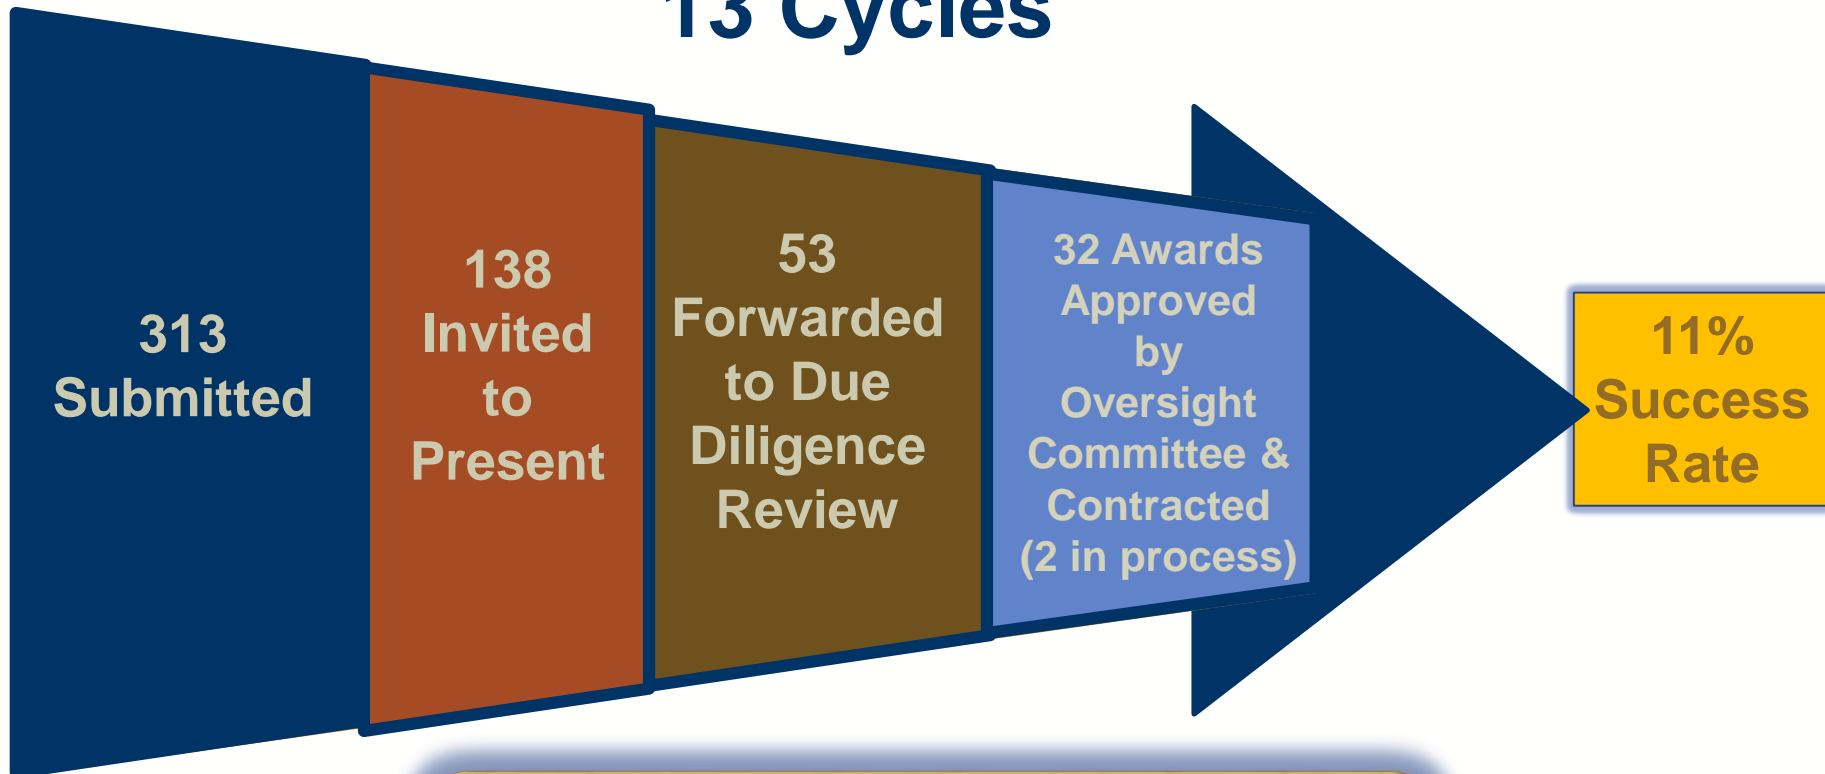 13 Cycles
313
Submitted
138
Invited
to
Present
53
Forwarded
to Due
Diligence
Review
32 Awards
Approved
by
Oversight
Committee &
Contracted
(2 in process)
11%
Success
Rate